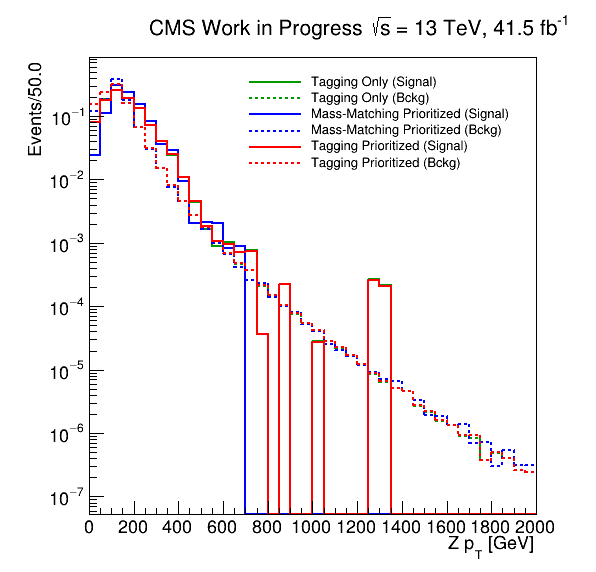 CMS Work in Progress √s = 13 TeV, 41.5 fb⁻¹
Events/50.0
Tagging Only (Signal)
Tagging Only (Bckg)
Mass-Matching Prioritized (Signal)
Mass-Matching Prioritized (Bckg)
Tagging Prioritized (Signal)
Tagging Prioritized (Bckg)
10⁻¹
10⁻²
10⁻³
10⁻⁴
10⁻⁵
10⁻⁶
10⁻⁷
0 200 400 600 800 1000 1200 1400 1600 1800 2000
Z p_T [GeV]